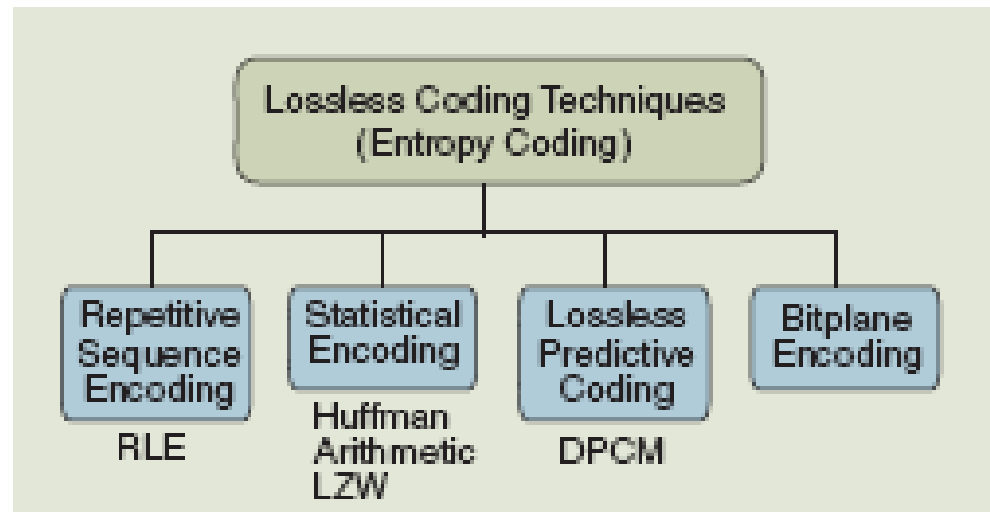 Lossless Coding Techniques
(Entropy Coding)
Repetitive
Sequence
Encoding
RLE
Statistical
Encoding
Huffman
Arithmetic
LZW
Lossless
Predictive
Coding
DPCM
Bitplane
Encoding